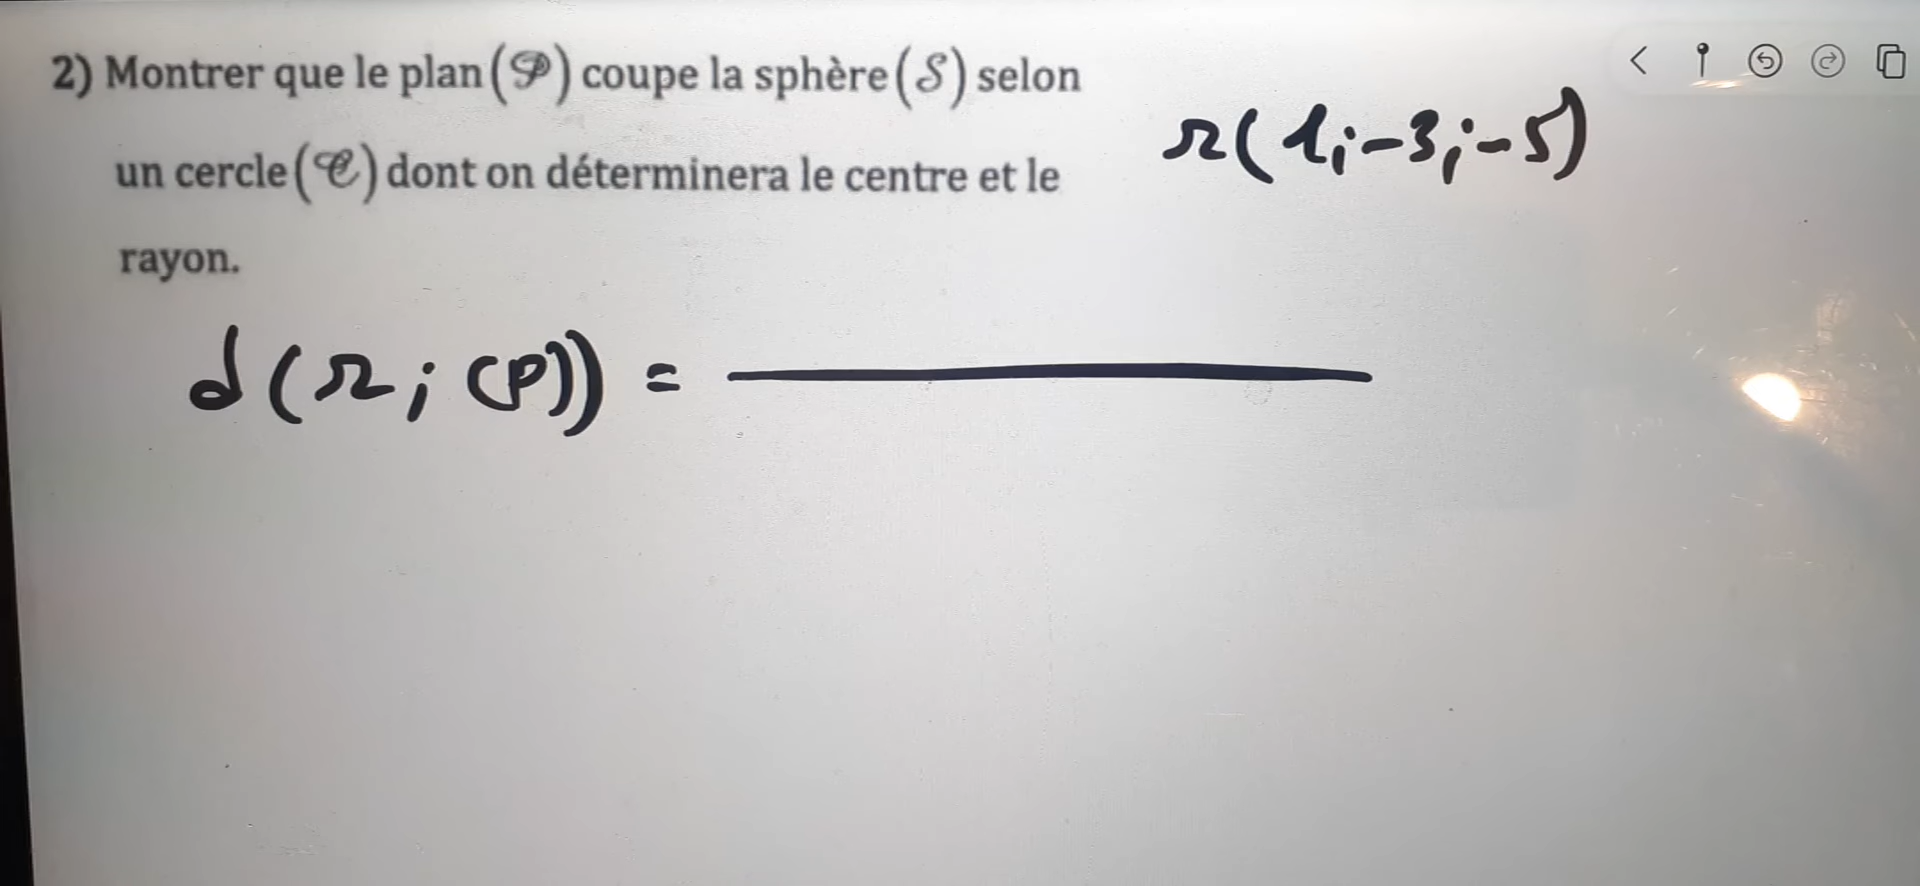 2) Montrer que le plan (𝒫) coupe la sphère (𝒮) selon
un cercle (𝒞) dont on déterminera le centre et le
rayon.
Ω(1;-3;-5)
d(Ω;(P)) =